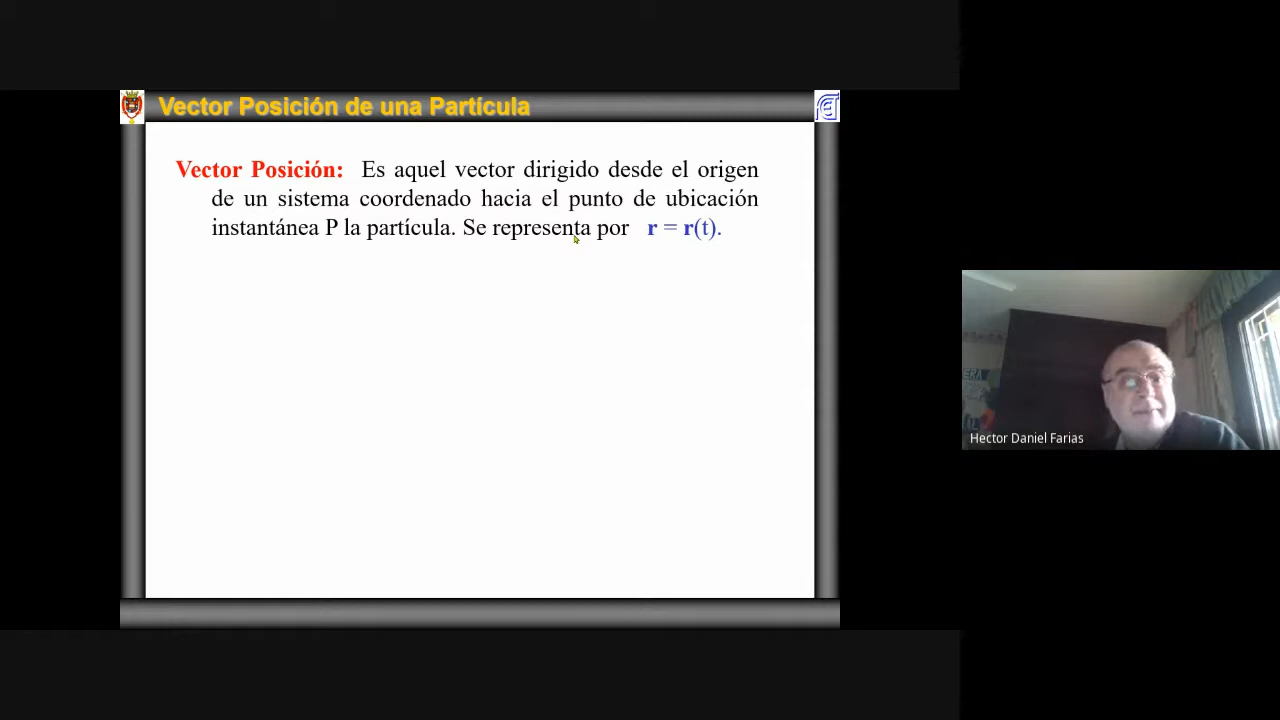 Vector Posición de una Partícula
Vector Posición: Es aquel vector dirigido desde el origen
de un sistema coordenado hacia el punto de ubicación
instantánea P la partícula. Se representa por r = r(t).
Hector Daniel Farias